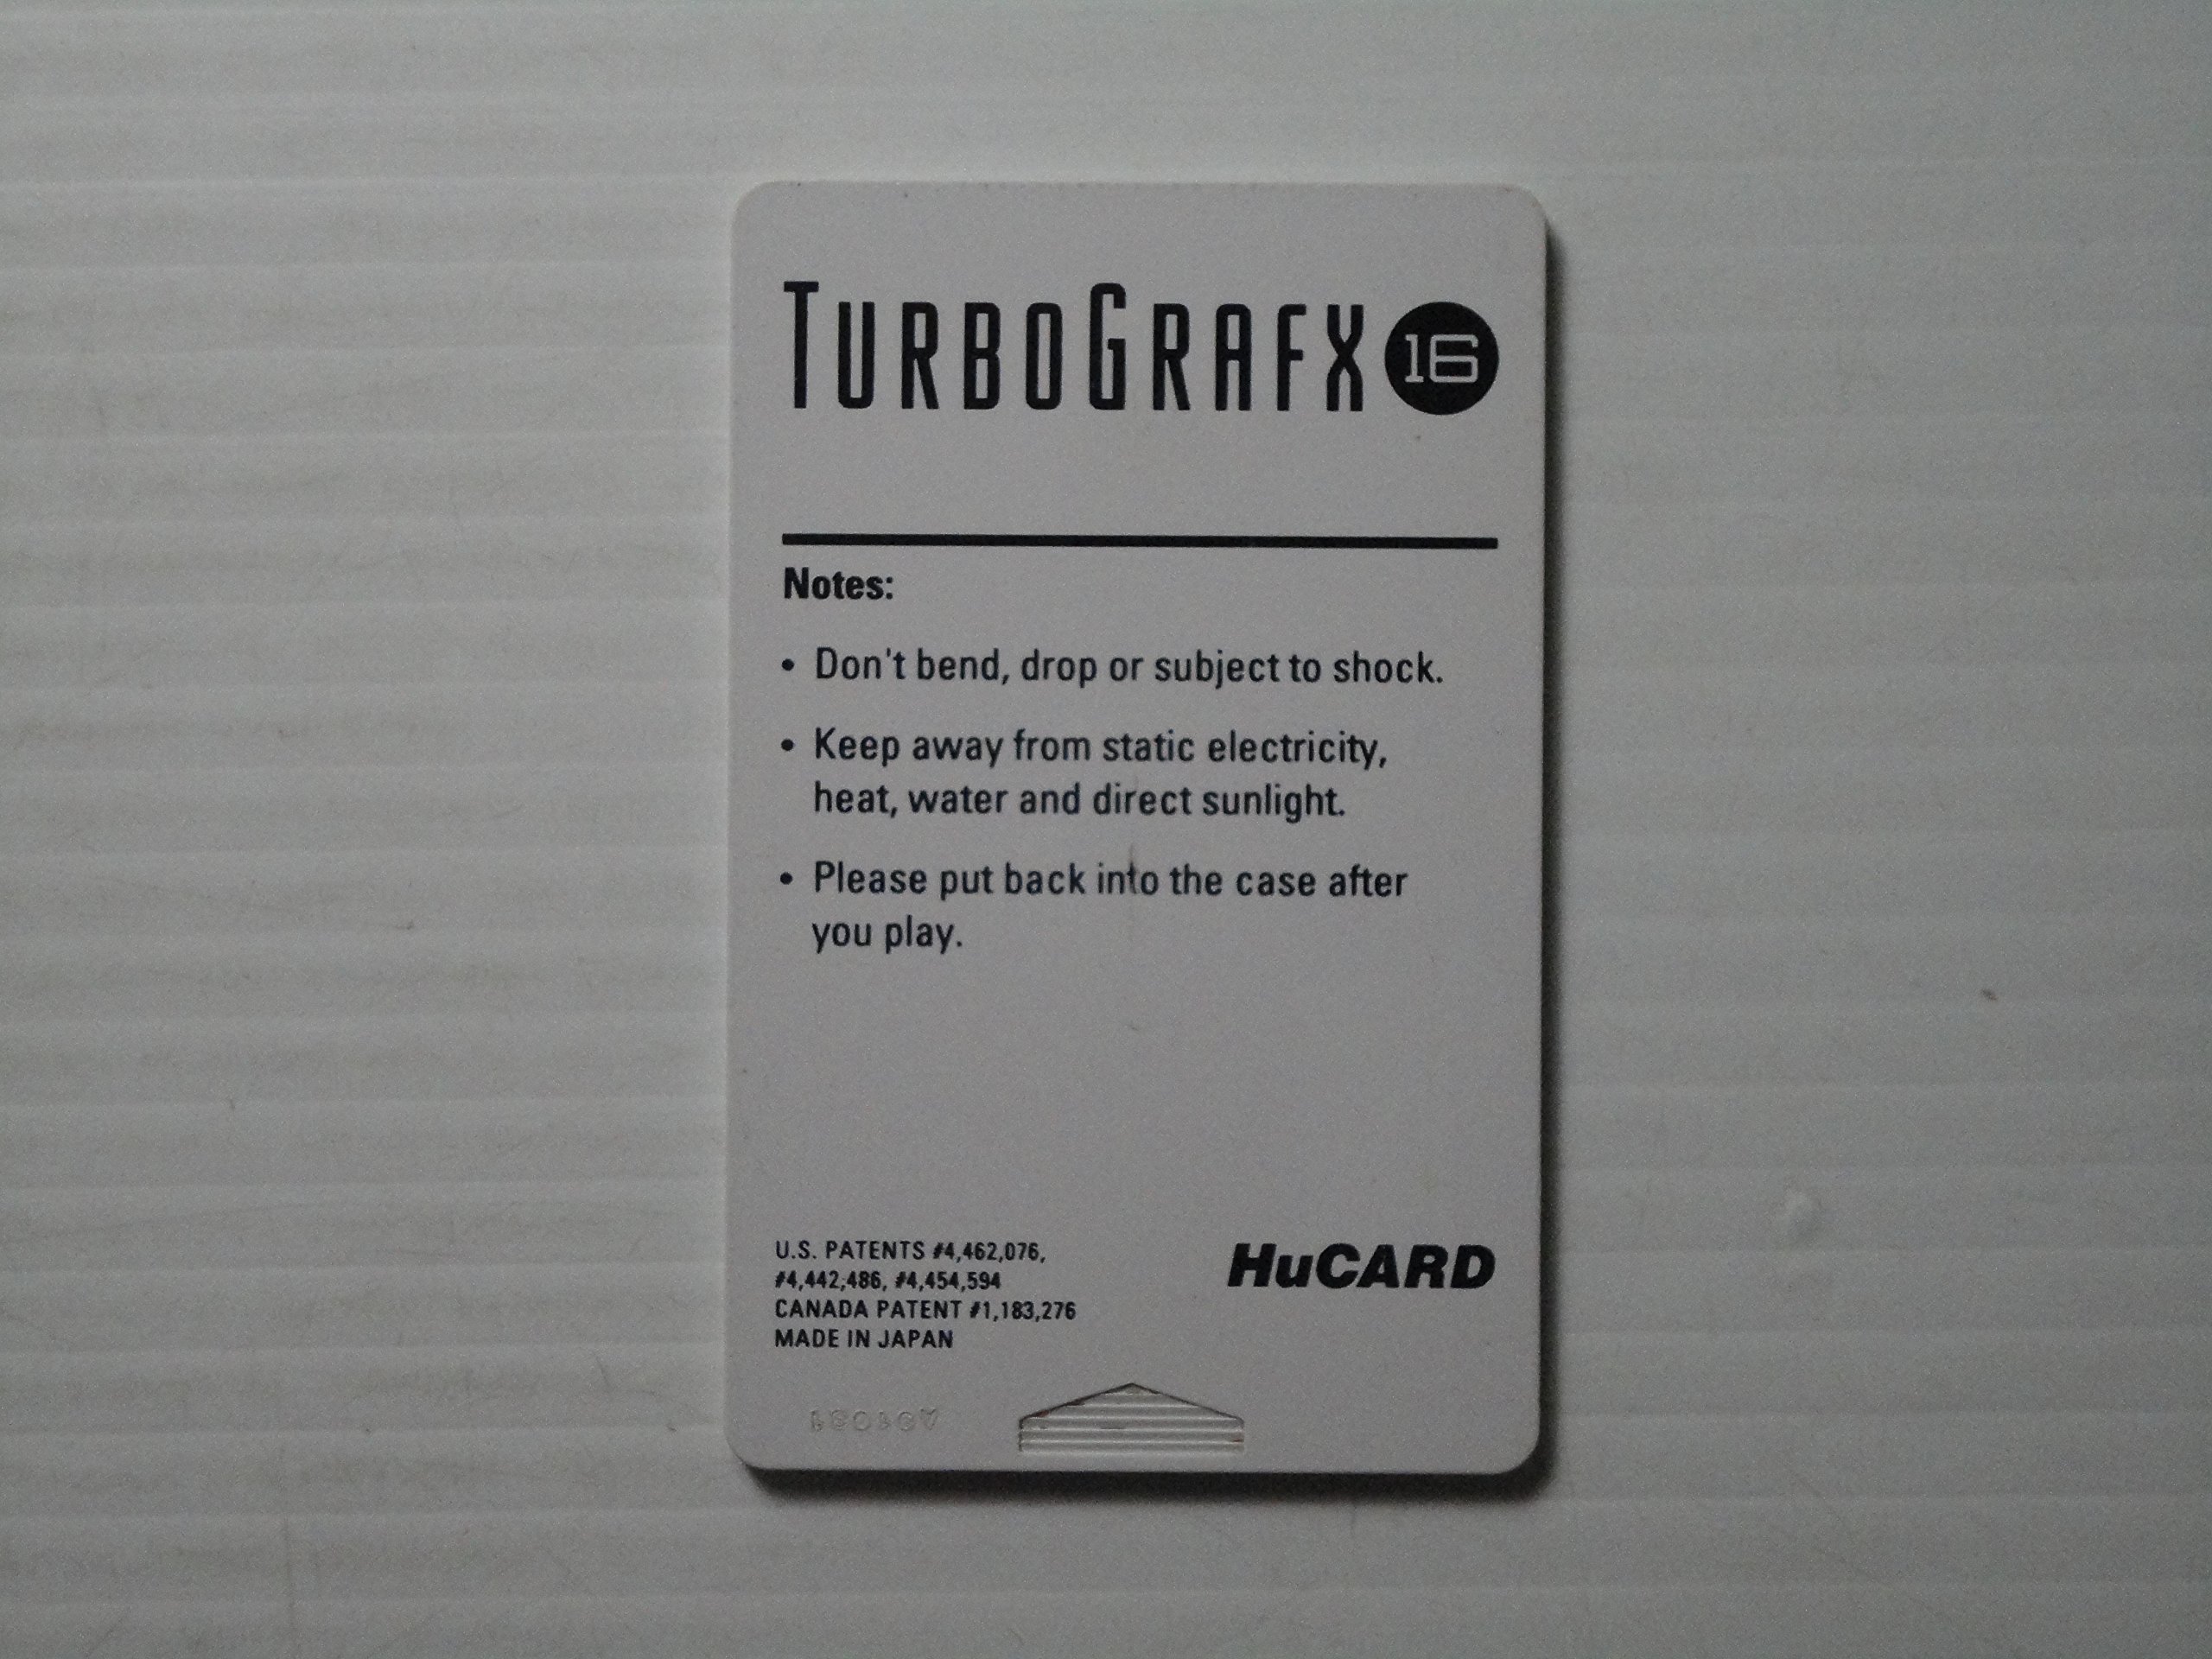 TURBOGRAFX 16
Notes:
• Don't bend, drop or subject to shock.
• Keep away from static electricity,
heat, water and direct sunlight.
• Please put back into the case after
you play.
U.S. PATENTS #4,462,076,
#4,442,486, #4,454,594
CANADA PATENT #1,183,276
MADE IN JAPAN
HuCARD